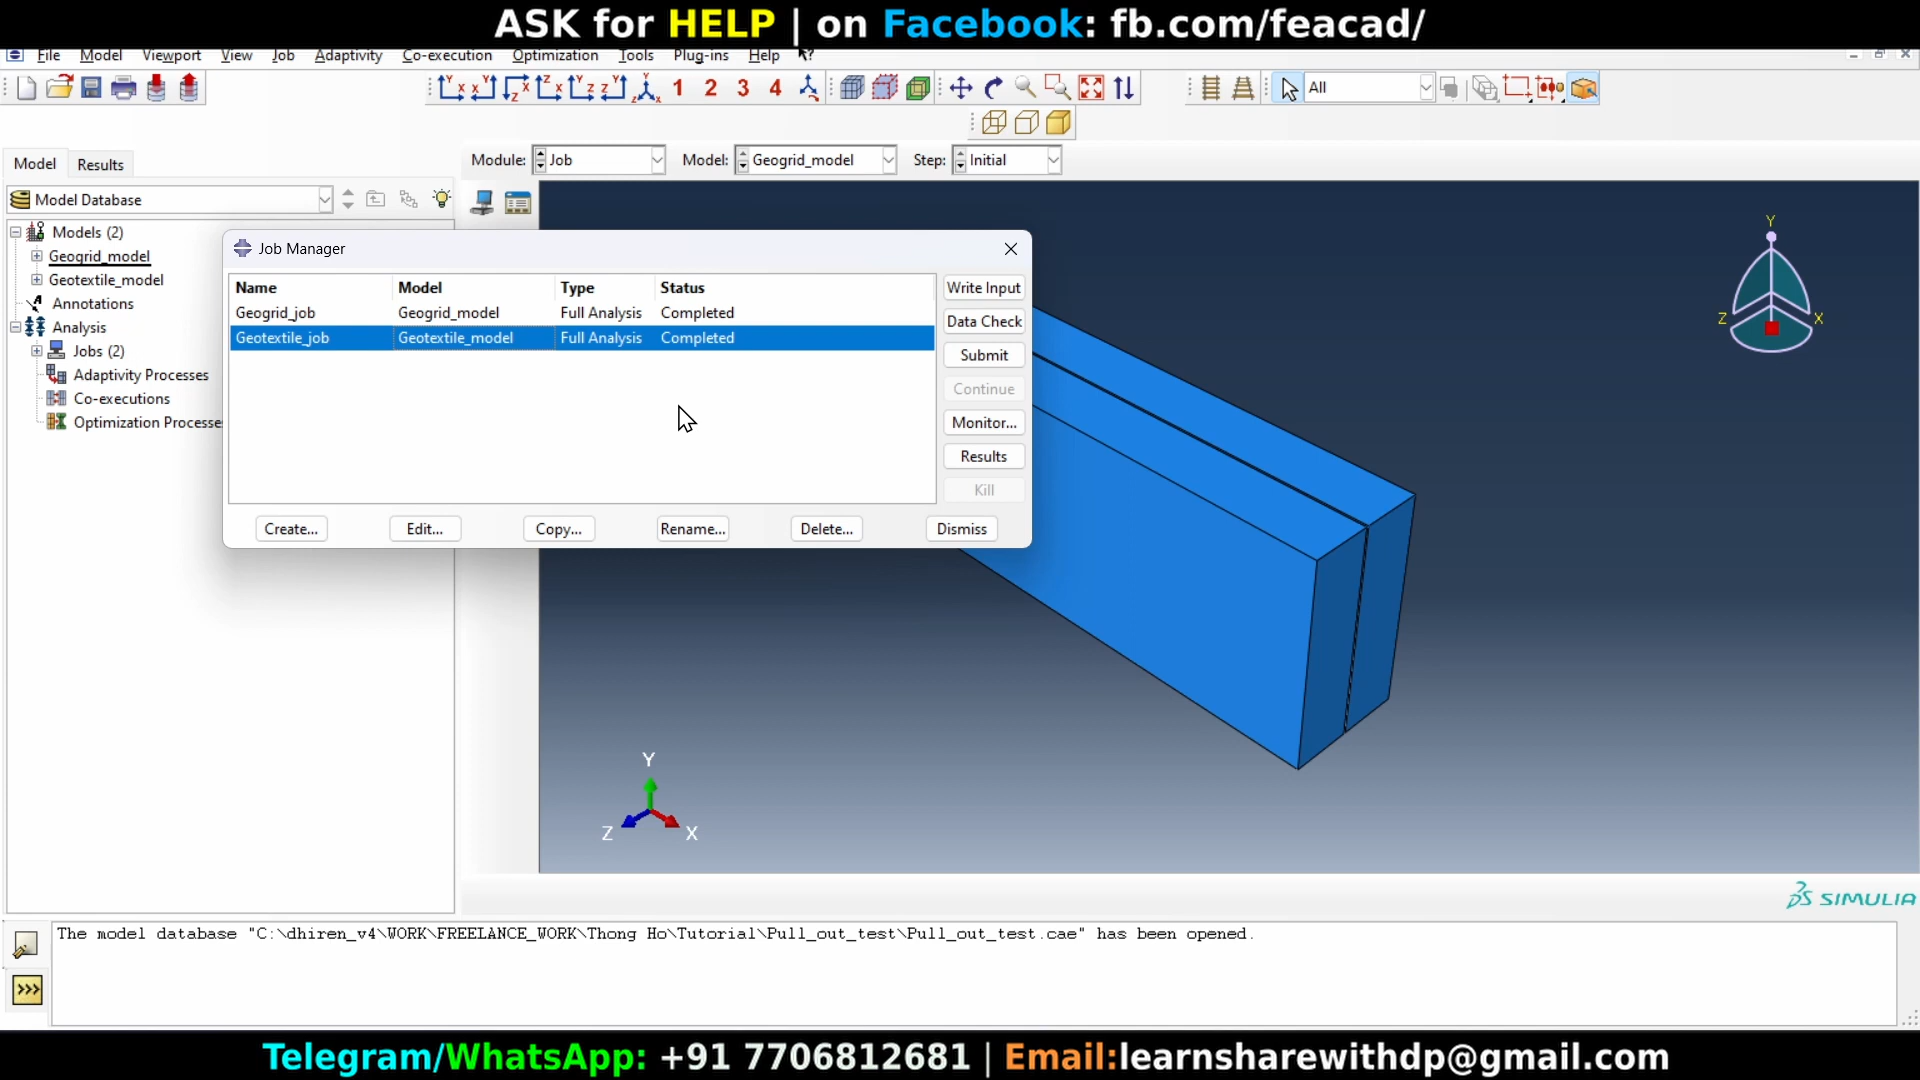 ASK for HELP | on Facebook: fb.com/feacad/
File Model Viewport View Job Adaptivity Co-execution Optimization Tools Plug-ins Help ?
1 2 3 4 All
Model Results Module: Job Model: Geogrid_model Step: Initial
Model Database
Models (2)
Geogrid_model
Geotextile_model
Annotations
Analysis
Jobs (2)
Adaptivity Processes
Co-executions
Optimization Processe
Job Manager
Name Model Type Status
Geogrid_job Geogrid_model Full Analysis Completed
Geotextile_job Geotextile_model Full Analysis Completed
Write Input
Data Check
Submit
Continue
Monitor...
Results
Kill
Create... Edit... Copy... Rename... Delete... Dismiss
Y
Z X
Y
Z X
SIMULIA
The model database "C:\dhiren_v4\WORK\FREELANCE_WORK\Thong Ho\Tutorial\Pull_out_test\Pull_out_test.cae" has been opened.
>>>
Telegram/WhatsApp: +91 7706812681 | Email:learnsharewithdp@gmail.com